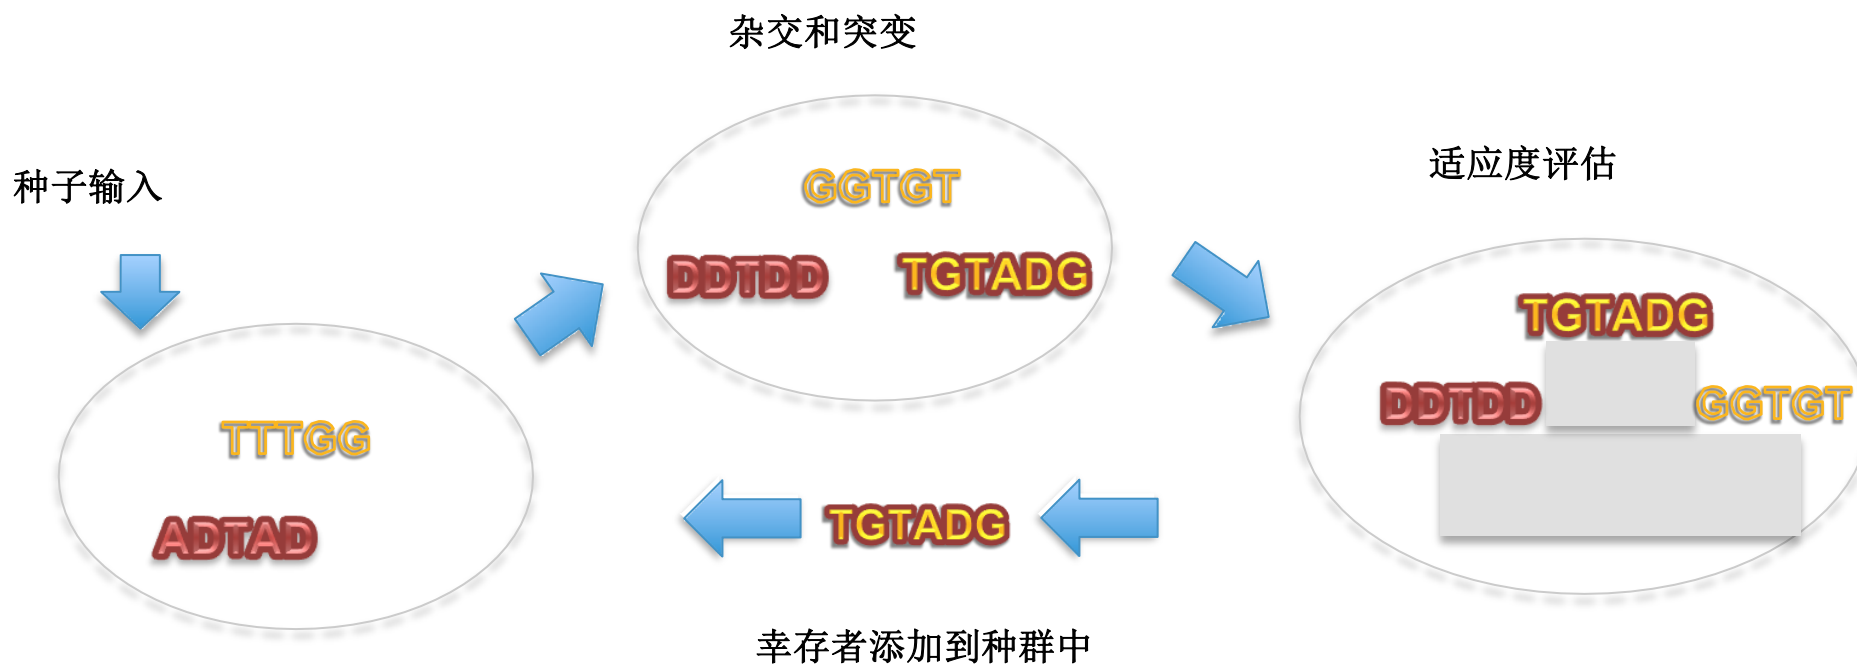 杂交和突变
种子输入
适应度评估
GGTGT
DDTDD
TGTADG
TGTADG
DDTDD
GGTGT
TTTGG
ADTAD
TGTADG
幸存者添加到种群中